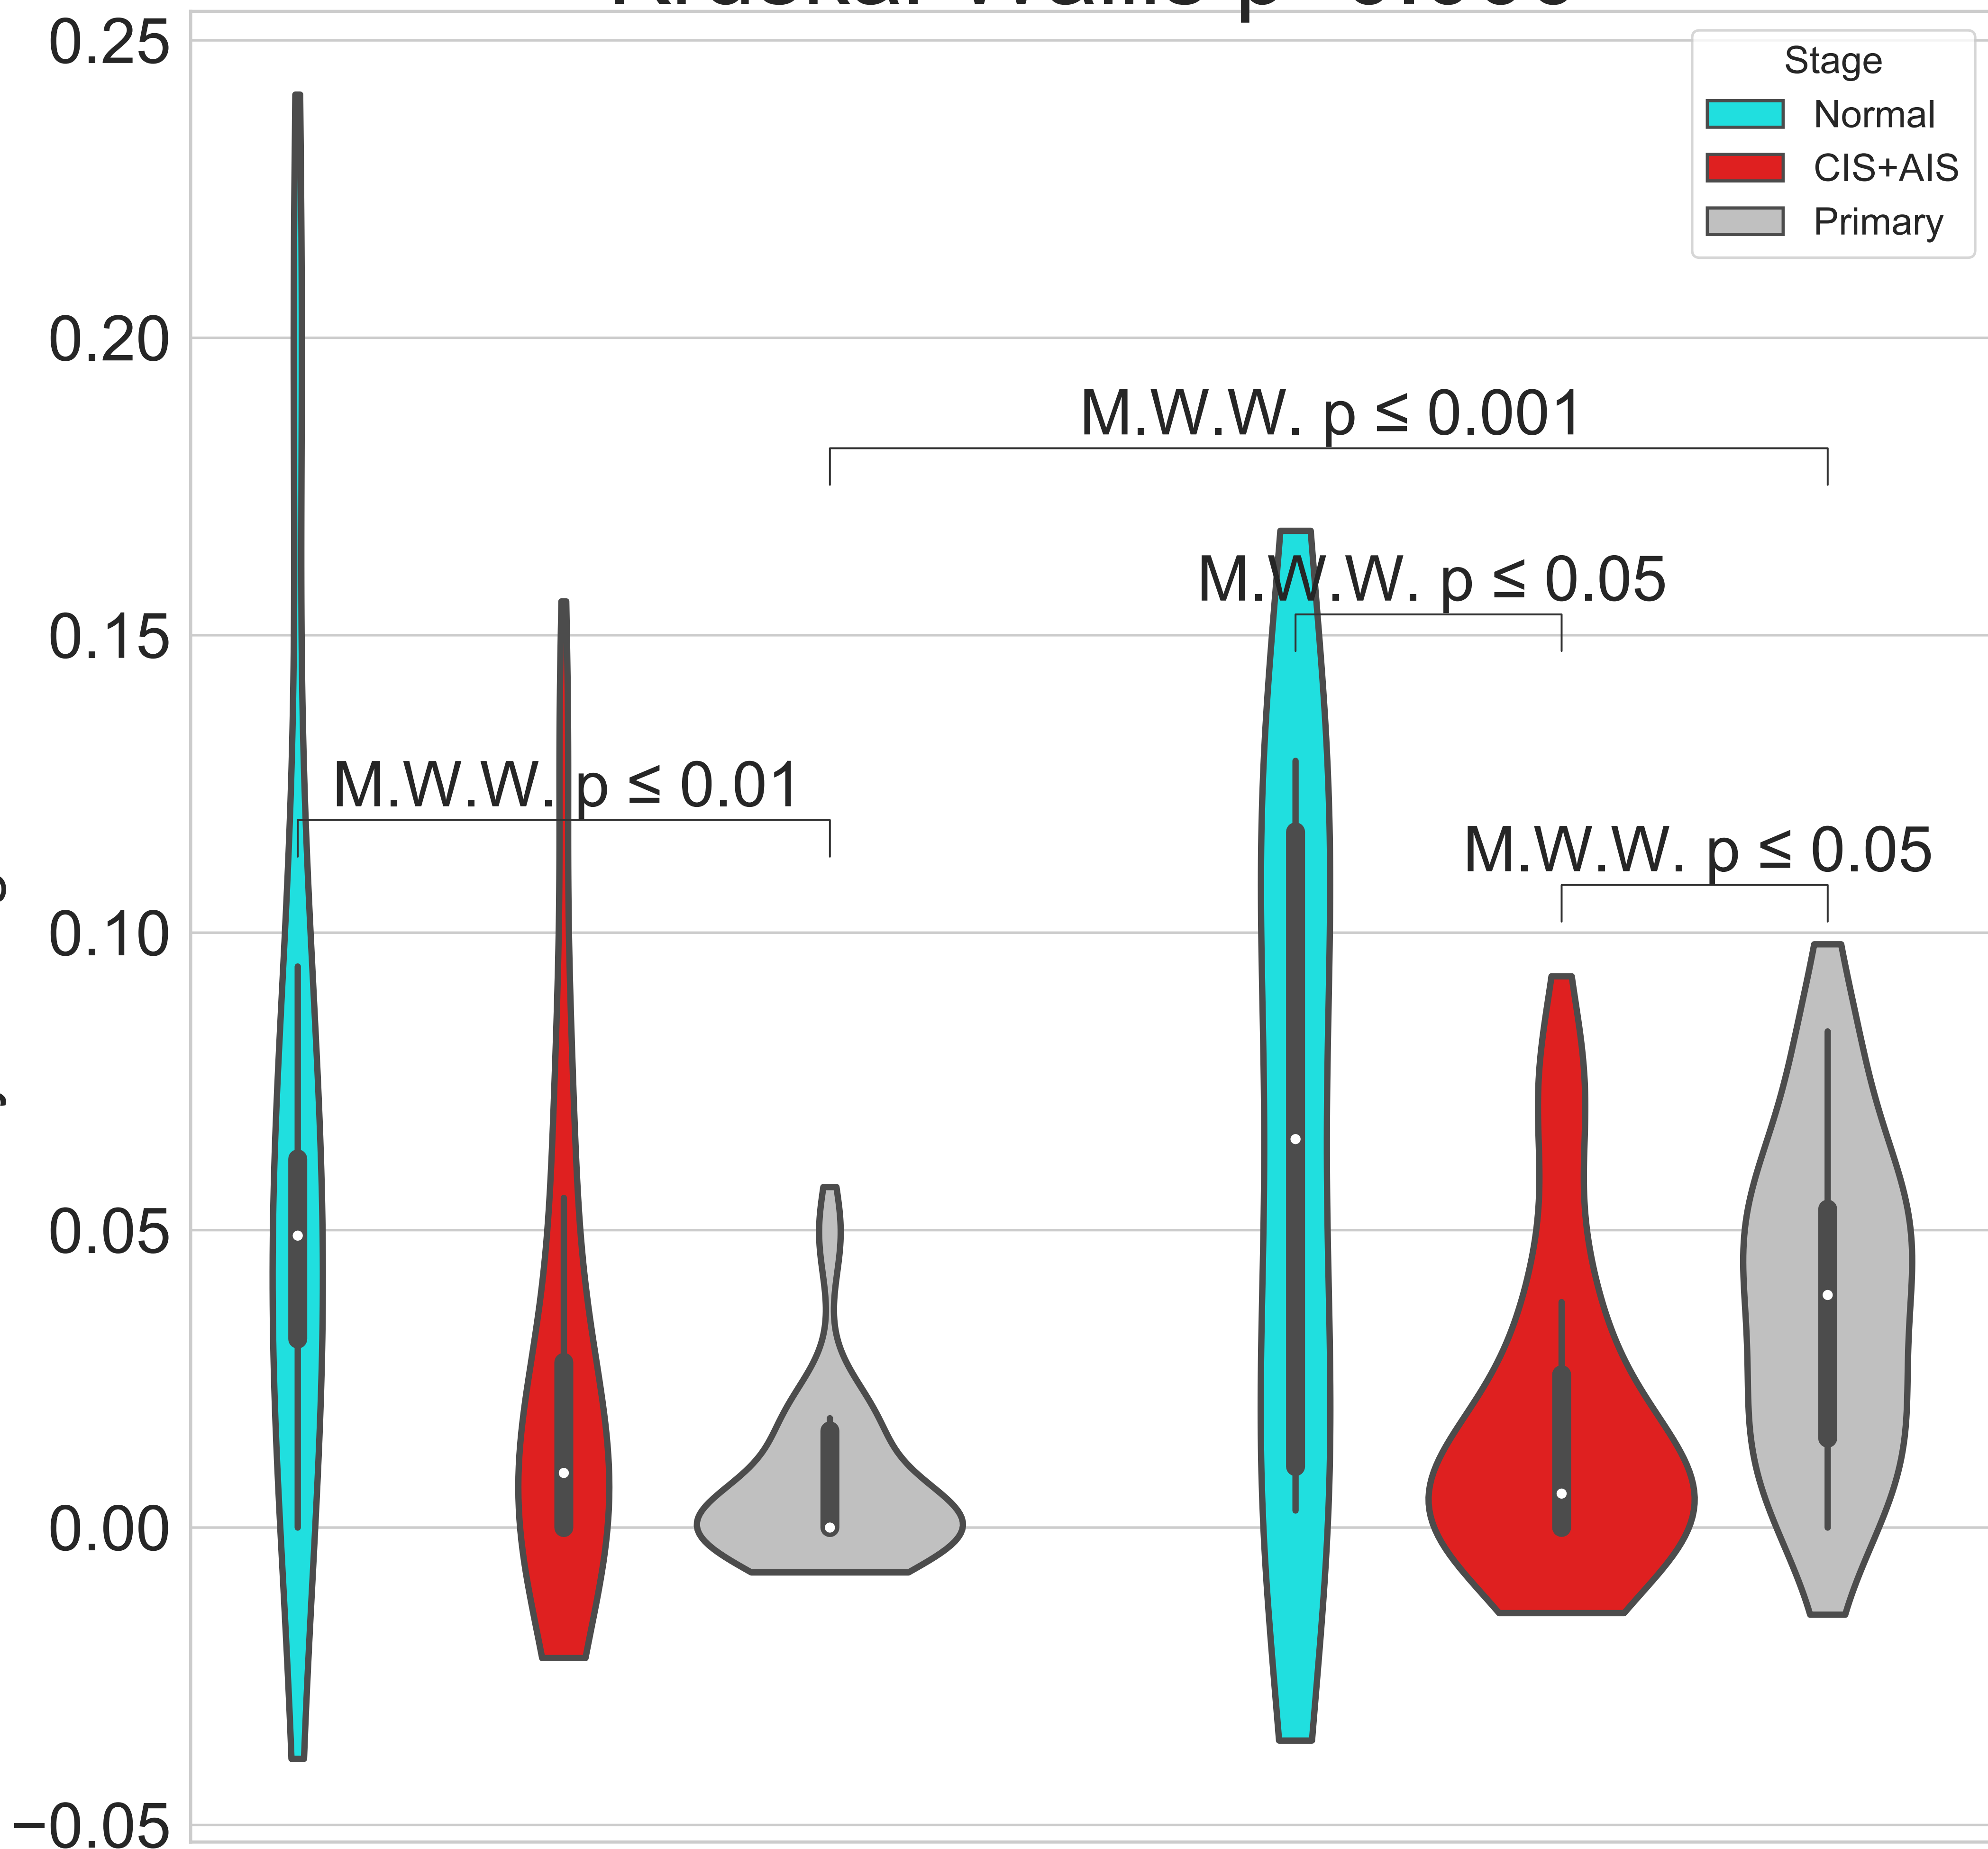 0.25
0.20
0.15
0.10
0.05
0.00
−0.05
Stage
Normal
CIS+AIS
Primary
M.W.W. p ≤ 0.001
M.W.W. p ≤ 0.05
M.W.W. p ≤ 0.01
M.W.W. p ≤ 0.05